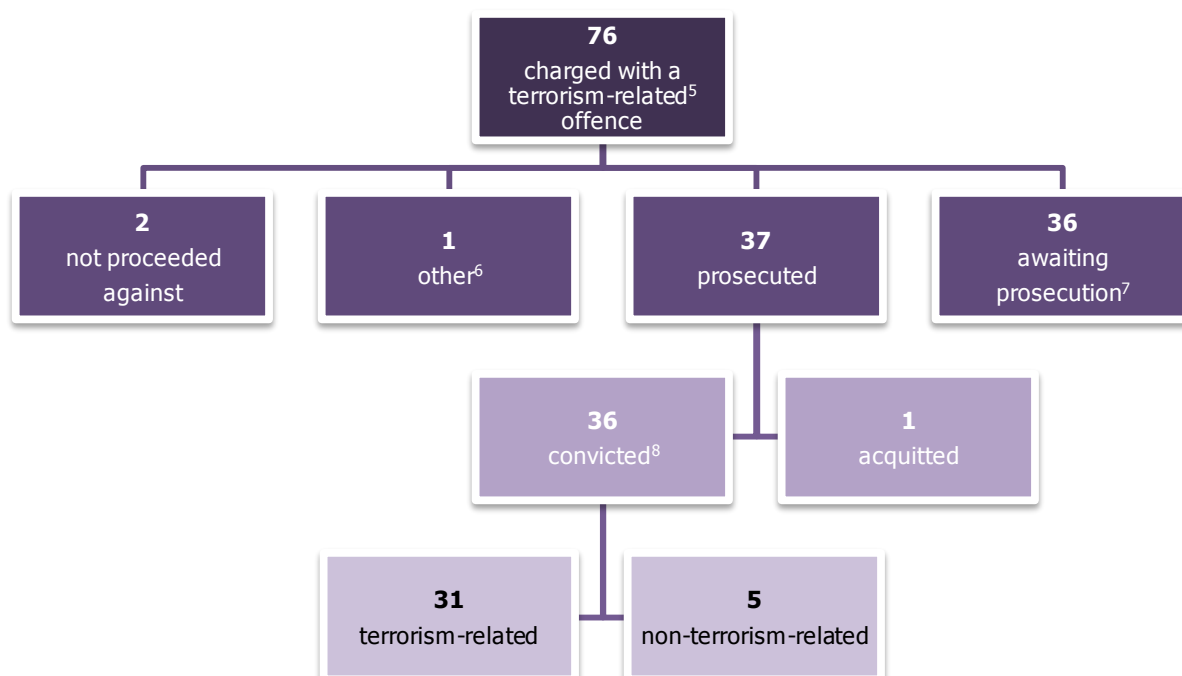 76
charged with a
terrorism-related⁵
offence
2
not proceeded
against
1
other⁶
37
prosecuted
36
awaiting
prosecution⁷
36
convicted⁸
1
acquitted
31
terrorism-related
5
non-terrorism-related